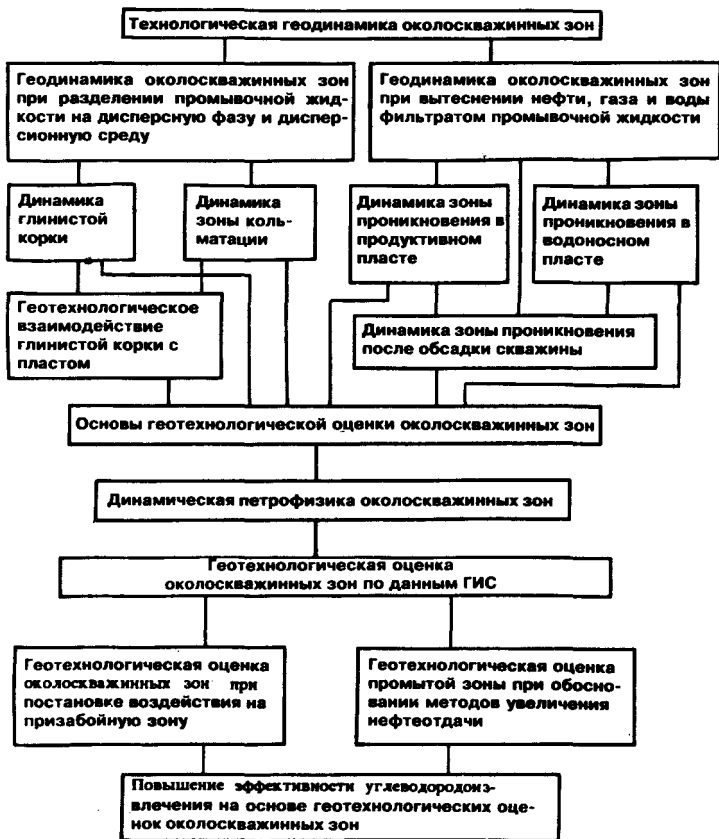 Технологическая геодинамика околоскважинных зон
Геодинамика околоскважинных зон
при разделении промывочной жид-
кости на дисперсную фазу и диспер-
сионную среду
Геодинамика околоскважинных зон
при вытеснении нефти, газа и воды
фильтратом промывочной жидкости
Динамика
глинистой
корки
Динамика
зоны коль-
матации
Динамика зоны
проникновения в
продуктивном
пласте
Динамика зоны
проникновения в
водоносном
пласте
Геотехнологическое
взаимодействие
глинистой корки с
пластом
Динамика зоны проникновения
после обсадки скважины
Основы геотехнологической оценки околоскважинных зон
Динамическая петрофизика околоскважинных зон
Геотехнологическая оценка
околоскважинных зон по данным ГИС
Геотехнологическая оценка
околоскважинных зон при
постановке воздействия на
призабойную зону
Геотехнологическая оценка
промытой зоны при обосно-
вании методов увеличения
нефтеотдачи
Повышение эффективности углеводородоиз-
влечения на основе геотехнологических оце-
нок околоскважинных зон